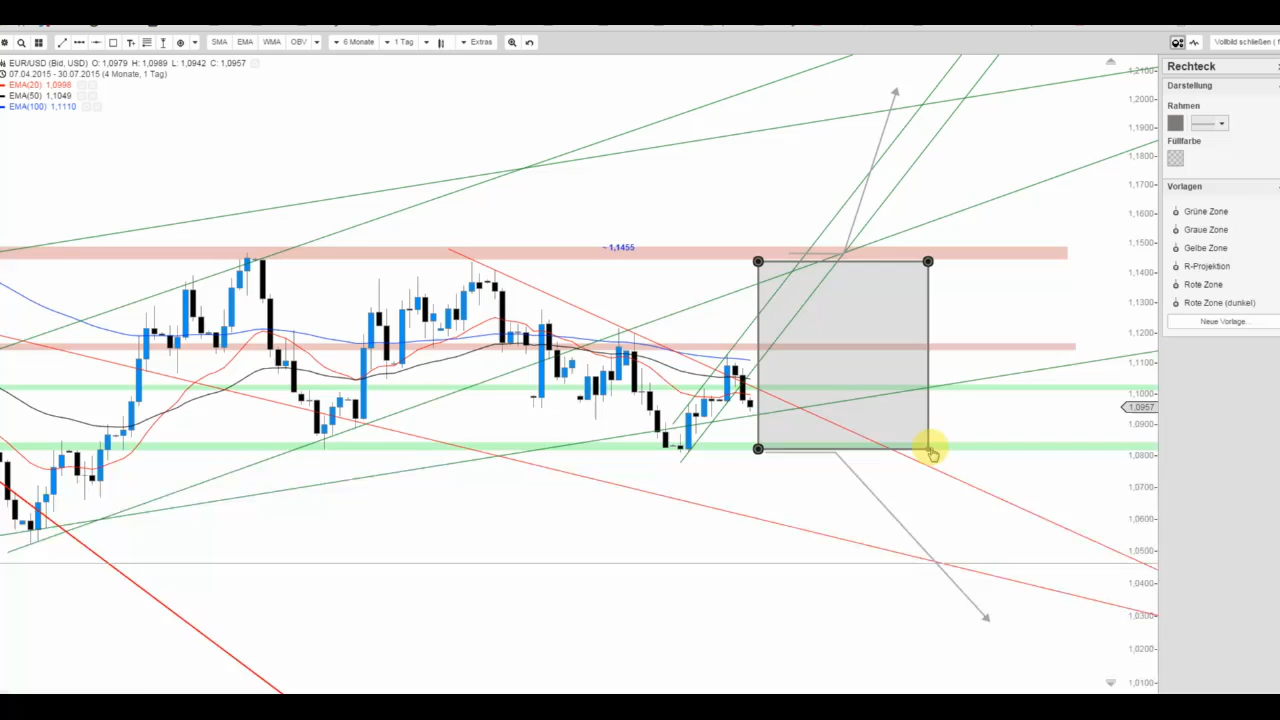 SMA EMA WMA OBV 6 Monate 1 Tag Extras Vollbild schließen ( f
EUR/USD (Bid, USD) O: 1,0979 H: 1,0989 L: 1,0942 C: 1,0957
07.04.2015 - 30.07.2015 (4 Monate, 1 Tag)
EMA(20) 1,0998
EMA(50) 1,1049
EMA(100) 1,1110
~ 1,1455
1,2100
1,2000
1,1900
1,1800
1,1700
1,1600
1,1500
1,1400
1,1300
1,1200
1,1100
1,1000
1,0957
1,0900
1,0800
1,0700
1,0600
1,0500
1,0400
1,0300
1,0200
1,0100
Rechteck
Darstellung
Rahmen
Füllfarbe
Vorlagen
Grüne Zone
Graue Zone
Gelbe Zone
R-Projektion
Rote Zone
Rote Zone (dunkel)
Neue Vorlage...